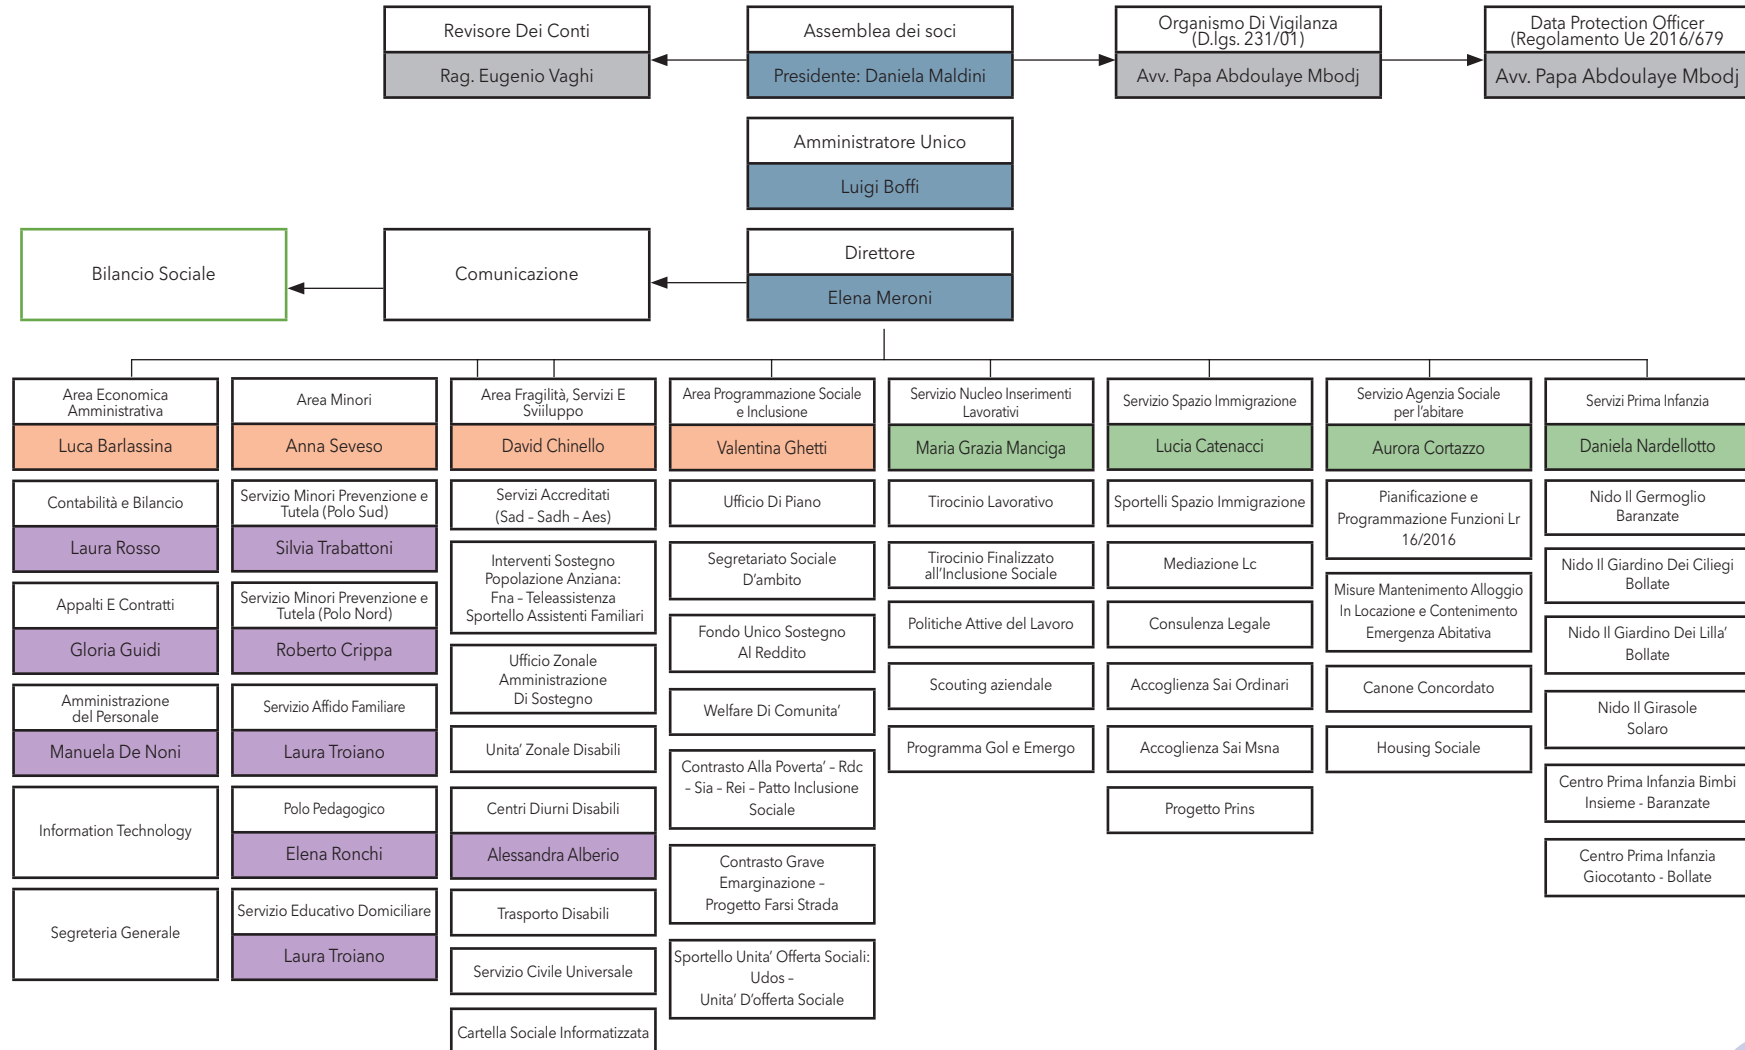 Revisore Dei Conti
Rag. Eugenio Vaghi
Assemblea dei soci
Presidente: Daniela Maldini
Organismo Di Vigilanza
(D.lgs. 231/01)
Avv. Papa Abdoulaye Mbodj
Data Protection Officer
(Regolamento Ue 2016/679
Avv. Papa Abdoulaye Mbodj
Amministratore Unico
Luigi Boffi
Bilancio Sociale
Comunicazione
Direttore
Elena Meroni
Area Economica
Amministrativa
Luca Barlassina
Contabilità e Bilancio
Laura Rosso
Appalti E Contratti
Gloria Guidi
Amministrazione
del Personale
Manuela De Noni
Information Technology
Segreteria Generale
Area Minori
Anna Seveso
Servizio Minori Prevenzione e
Tutela (Polo Sud)
Silvia Trabattoni
Servizio Minori Prevenzione e
Tutela (Polo Nord)
Roberto Crippa
Servizio Affido Familiare
Laura Troiano
Polo Pedagogico
Elena Ronchi
Servizio Educativo Domiciliare
Laura Troiano
Area Fragilità, Servizi E
Sviiluppo
David Chinello
Servizi Accreditati
(Sad – Sadh – Aes)
Interventi Sostegno
Popolazione Anziana:
Fna – Teleassistenza
Sportello Assistenti Familiari
Ufficio Zonale
Amministrazione
Di Sostegno
Unita' Zonale Disabili
Centri Diurni Disabili
Alessandra Alberio
Trasporto Disabili
Servizio Civile Universale
Cartella Sociale Informatizzata
Area Programmazione Sociale
e Inclusione
Valentina Ghetti
Ufficio Di Piano
Segretariato Sociale
D'ambito
Fondo Unico Sostegno
Al Reddito
Welfare Di Comunita'
Contrasto Alla Poverta' – Rdc
– Sia – Rei – Patto Inclusione
Sociale
Contrasto Grave
Emarginazione –
Progetto Farsi Strada
Sportello Unita' Offerta Sociali:
Udos –
Unita' D'offerta Sociale
Servizio Nucleo Inserimenti
Lavorativi
Maria Grazia Manciga
Tirocinio Lavorativo
Tirocinio Finalizzato
all'Inclusione Sociale
Politiche Attive del Lavoro
Scouting aziendale
Programma Gol e Emergo
Servizio Spazio Immigrazione
Lucia Catenacci
Sportelli Spazio Immigrazione
Mediazione Lc
Consulenza Legale
Accoglienza Sai Ordinari
Accoglienza Sai Msna
Progetto Prins
Servizio Agenzia Sociale
per l'abitare
Aurora Cortazzo
Pianificazione e
Programmazione Funzioni Lr
16/2016
Misure Mantenimento Alloggio
In Locazione e Contenimento
Emergenza Abitativa
Canone Concordato
Housing Sociale
Servizi Prima Infanzia
Daniela Nardellotto
Nido Il Germoglio
Baranzate
Nido Il Giardino Dei Ciliegi
Bollate
Nido Il Giardino Dei Lilla'
Bollate
Nido Il Girasole
Solaro
Centro Prima Infanzia Bimbi
Insieme - Baranzate
Centro Prima Infanzia
Giocotanto - Bollate